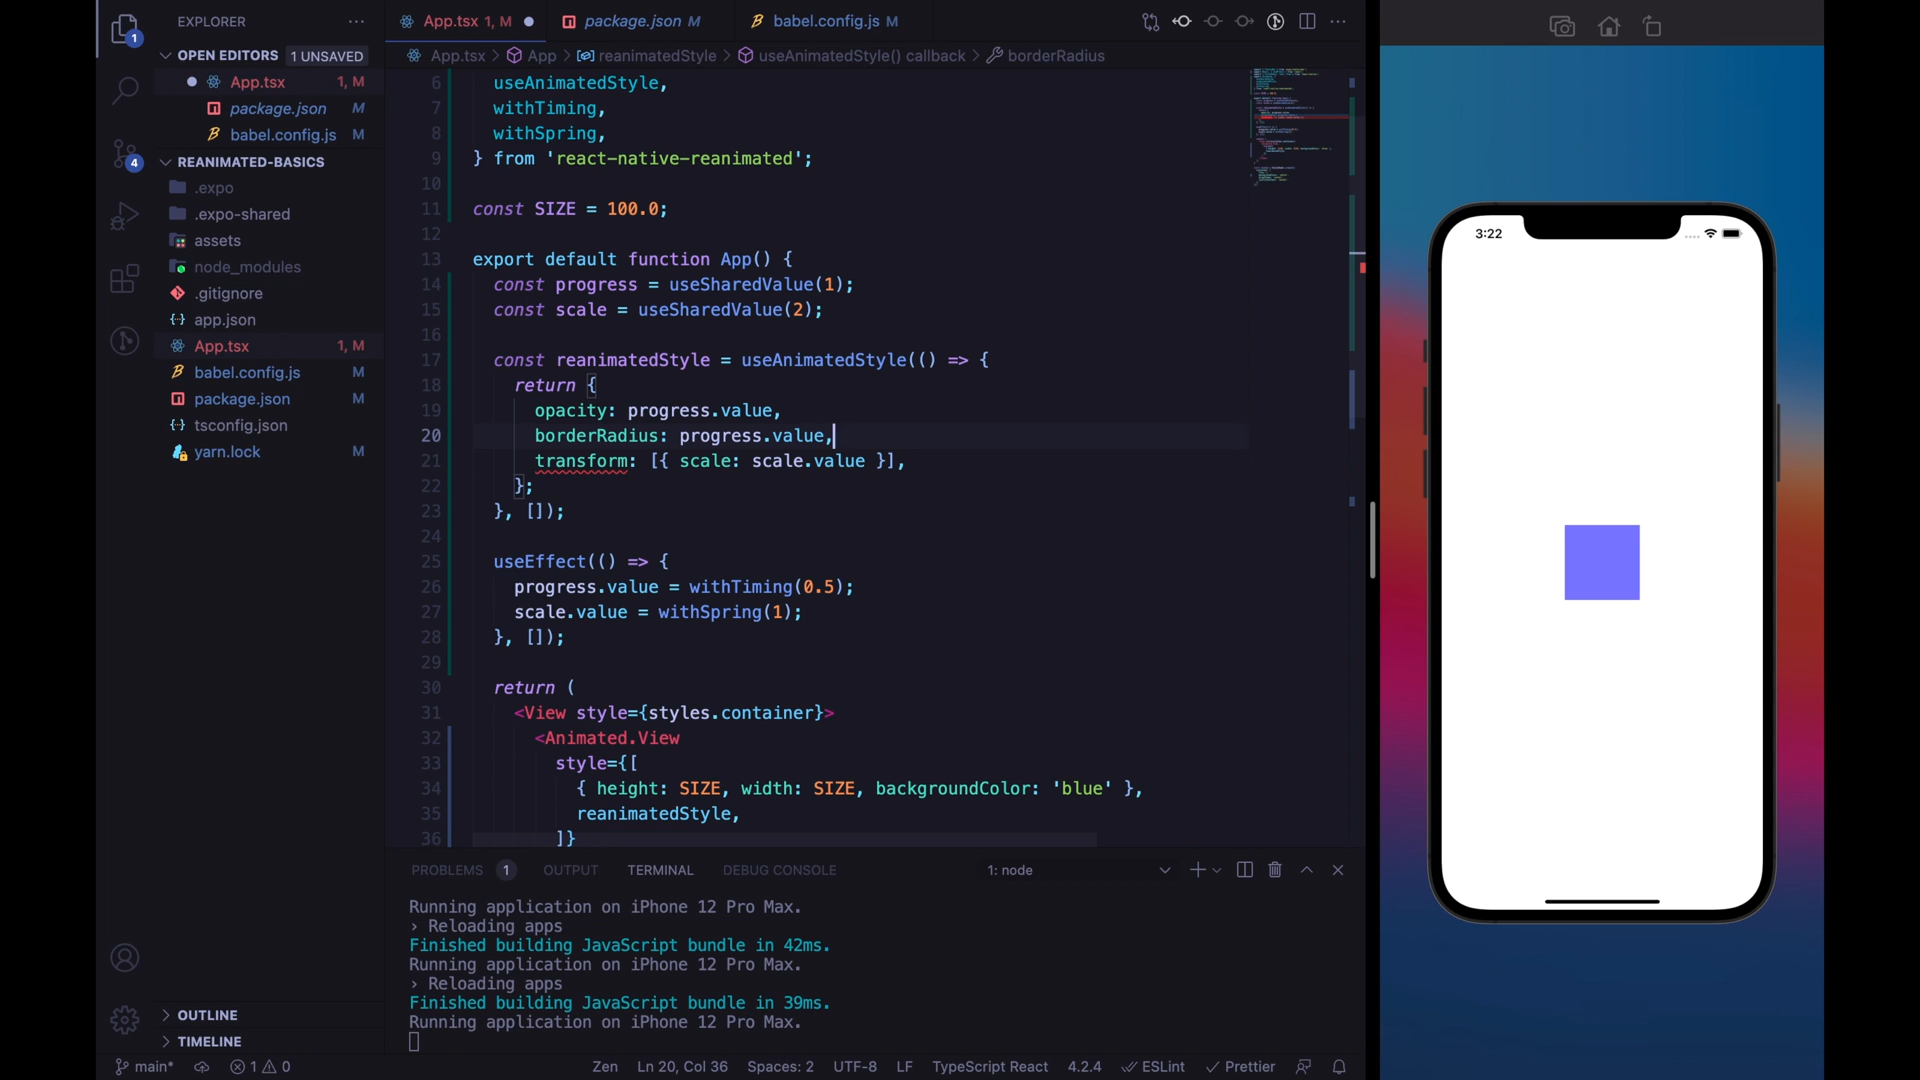 EXPLORER
OPEN EDITORS 1 UNSAVED
App.tsx 1, M
package.json M
babel.config.js M
REANIMATED-BASICS
.expo
.expo-shared
assets
node_modules
.gitignore
app.json
App.tsx 1, M
babel.config.js M
package.json M
tsconfig.json
yarn.lock M
OUTLINE
TIMELINE
1
4
App.tsx 1, M package.json M babel.config.js M
App.tsx > App > reanimatedStyle > useAnimatedStyle() callback > borderRadius
6 useAnimatedStyle,
7 withTiming,
8 withSpring,
9 } from 'react-native-reanimated';
10
11 const SIZE = 100.0;
12
13 export default function App() {
14 const progress = useSharedValue(1);
15 const scale = useSharedValue(2);
16
17 const reanimatedStyle = useAnimatedStyle(() => {
18 return {
19 opacity: progress.value,
20 borderRadius: progress.value,
21 transform: [{ scale: scale.value }],
22 };
23 }, []);
24
25 useEffect(() => {
26 progress.value = withTiming(0.5);
27 scale.value = withSpring(1);
28 }, []);
29
30 return (
31 <View style={styles.container}>
32 <Animated.View
33 style={[
34 { height: SIZE, width: SIZE, backgroundColor: 'blue' },
35 reanimatedStyle,
36 ]}
PROBLEMS 1 OUTPUT TERMINAL DEBUG CONSOLE 1: node
Running application on iPhone 12 Pro Max.
› Reloading apps
Finished building JavaScript bundle in 42ms.
Running application on iPhone 12 Pro Max.
› Reloading apps
Finished building JavaScript bundle in 39ms.
Running application on iPhone 12 Pro Max.
main* 1 0 Zen Ln 20, Col 36 Spaces: 2 UTF-8 LF TypeScript React 4.2.4 ESLint Prettier
3:22